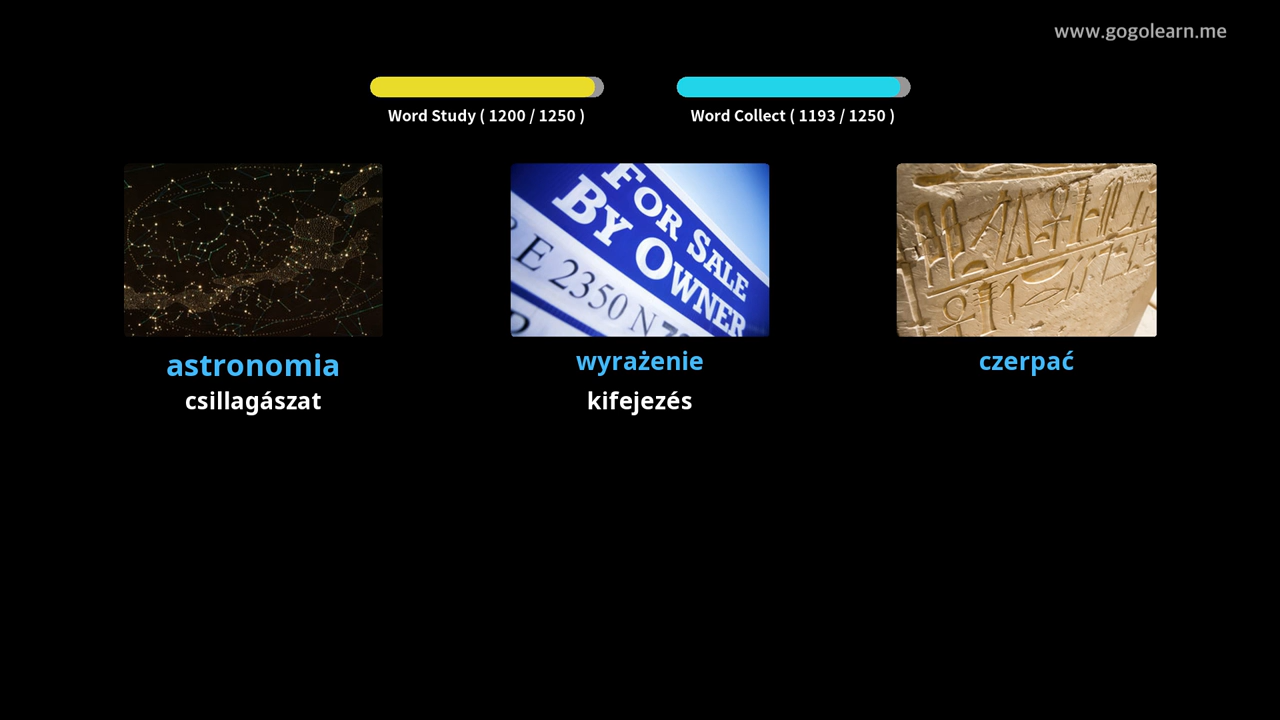 www.gogolearn.me
Word Study ( 1200 / 1250 )
Word Collect ( 1193 / 1250 )
FOR SALE
BY OWNER
RE 2350 N
astronomia
wyrażenie
czerpać
csillagászat
kifejezés